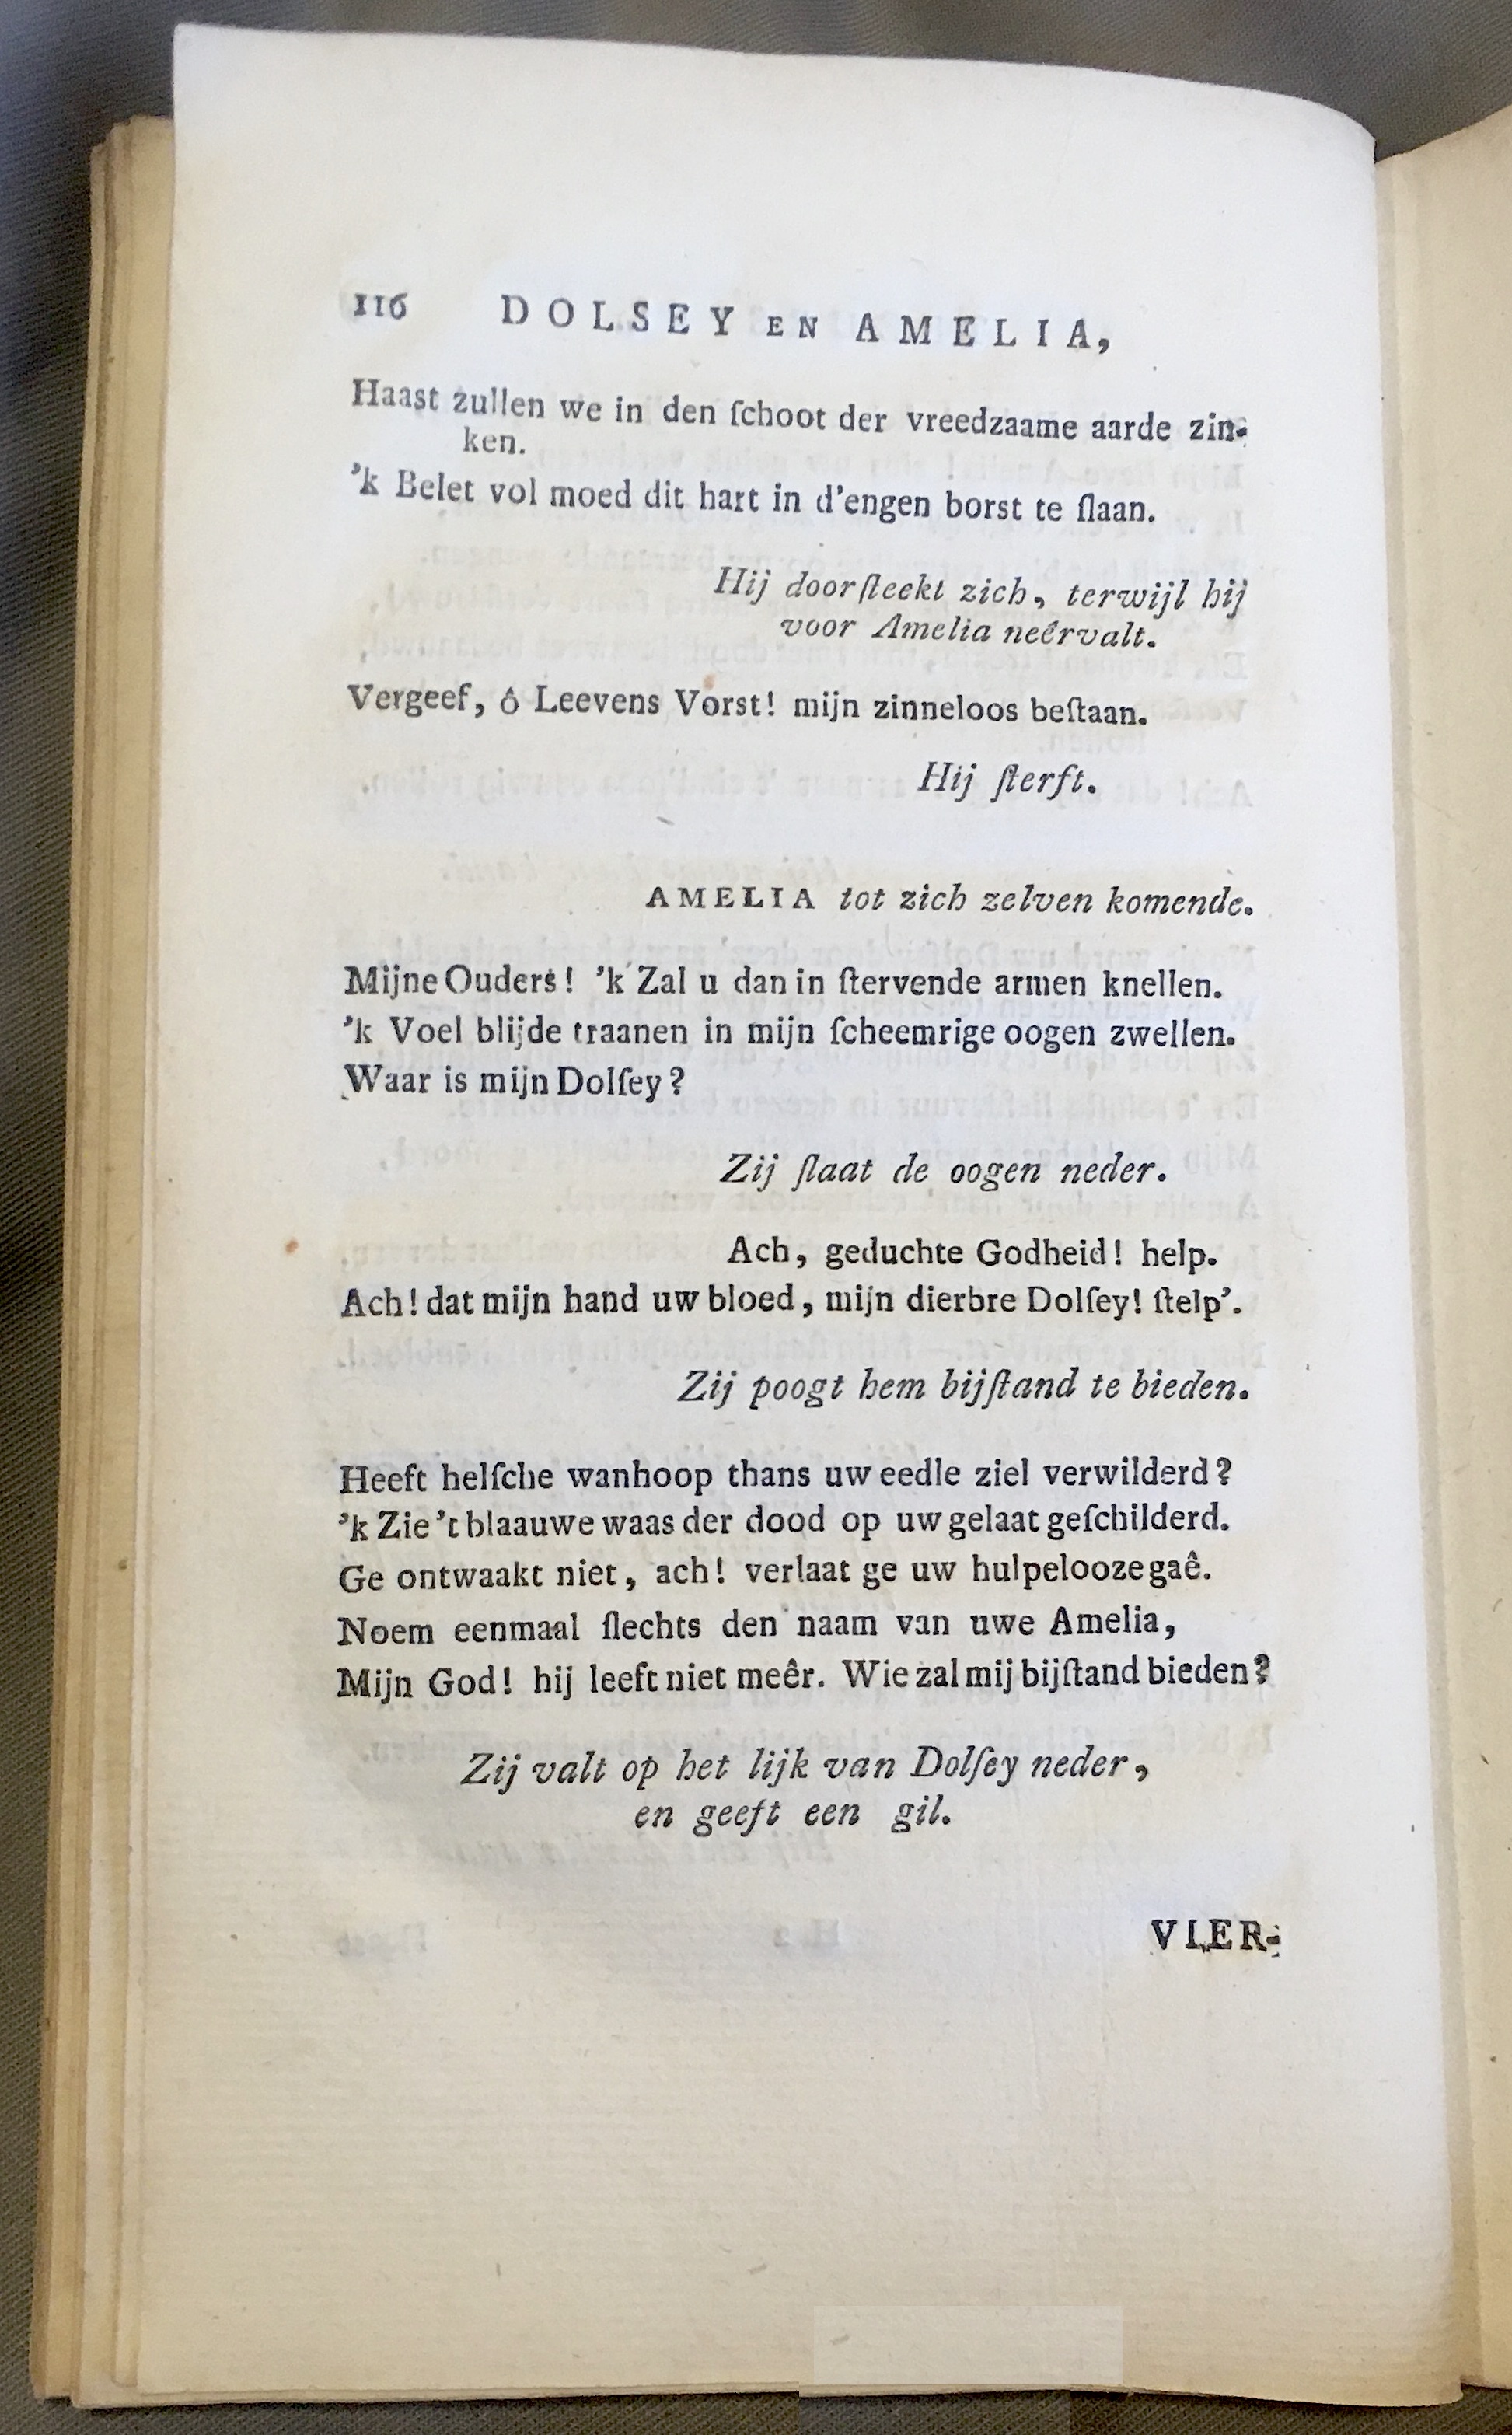 116 DOLSEY EN AMELIA,
Haast zullen we in den ſchoot der vreedzaame aarde zin-
ken.
’k Belet vol moed dit hart in d’engen borst te ſlaan.
Hij doorſteekt zich, terwijl hij
voor Amelia neêrvalt.
Vergeef, ô Leevens Vorst! mijn zinneloos beſtaan.
Hij ſterft.
AMELIA tot zich zelven komende.
Mijne Ouders! ’k Zal u dan in ſtervende armen knellen.
’k Voel blijde traanen in mijn ſcheemrige oogen zwellen.
Waar is mijn Dolſey?
Zij ſlaat de oogen neder.
Ach, geduchte Godheid! help.
Ach! dat mijn hand uw bloed, mijn dierbre Dolſey! ſtelp’.
Zij poogt hem bijſtand te bieden.
Heeft helſche wanhoop thans uw eedle ziel verwilderd?
’k Zie ’t blaauwe waas der dood op uw gelaat geſchilderd.
Ge ontwaakt niet, ach! verlaat ge uw hulpelooze gaê.
Noem eenmaal ſlechts den naam van uwe Amelia,
Mijn God! hij leeft niet meêr. Wie zal mij bijſtand bieden?
Zij valt op het lijk van Dolſey neder,
en geeft een gil.
VIER-